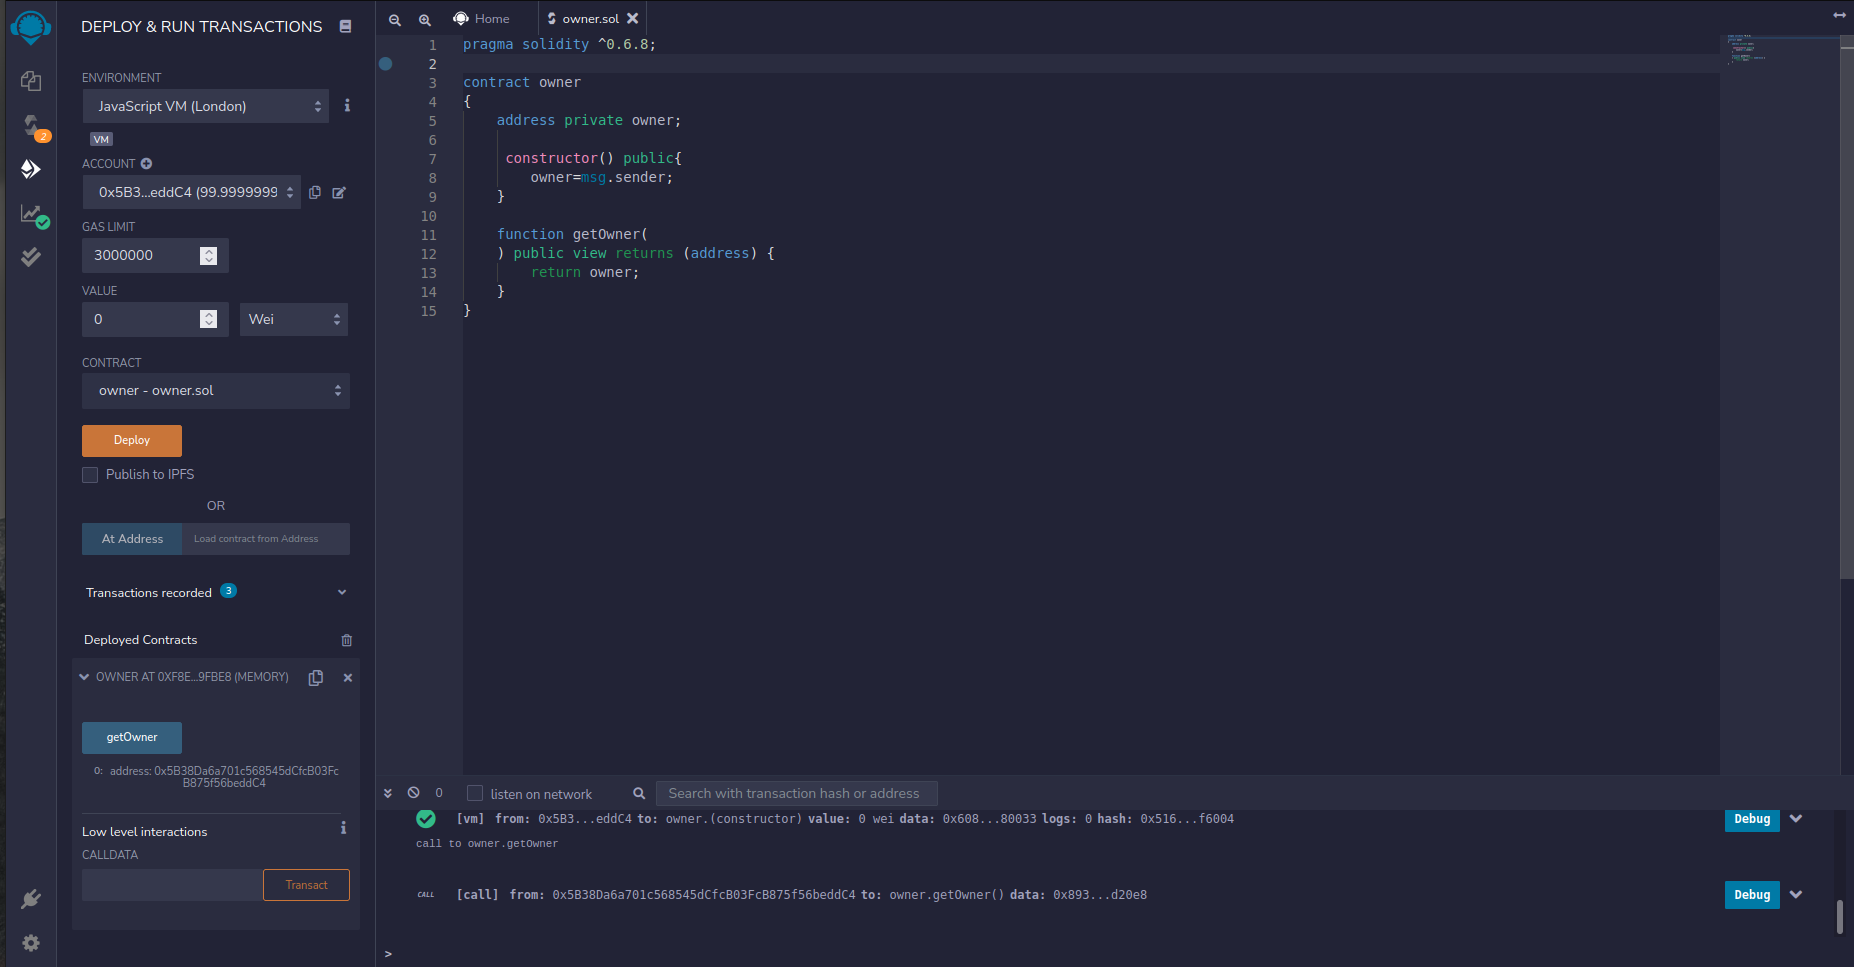 DEPLOY & RUN TRANSACTIONS
ENVIRONMENT
JavaScript VM (London)
VM
ACCOUNT
0x5B3...eddC4 (99.9999999
GAS LIMIT
3000000
VALUE
0
Wei
CONTRACT
owner - owner.sol
Deploy
Publish to IPFS
OR
At Address
Load contract from Address
Transactions recorded 3
Deployed Contracts
OWNER AT 0XF8E...9FBE8 (MEMORY)
getOwner
0: address: 0x5B38Da6a701c568545dCfcB03Fc
B875f56beddC4
Low level interactions
CALLDATA
Transact
2
Home
owner.sol
1 pragma solidity ^0.6.8;
2
3 contract owner
4 {
5 address private owner;
6
7 constructor() public{
8 owner=msg.sender;
9 }
10
11 function getOwner(
12 ) public view returns (address) {
13 return owner;
14 }
15 }
0
listen on network
Search with transaction hash or address
[vm] from: 0x5B3...eddC4 to: owner.(constructor) value: 0 wei data: 0x608...80033 logs: 0 hash: 0x516...f6004
Debug
call to owner.getOwner
CALL [call] from: 0x5B38Da6a701c568545dCfcB03FcB875f56beddC4 to: owner.getOwner() data: 0x893...d20e8
Debug
>